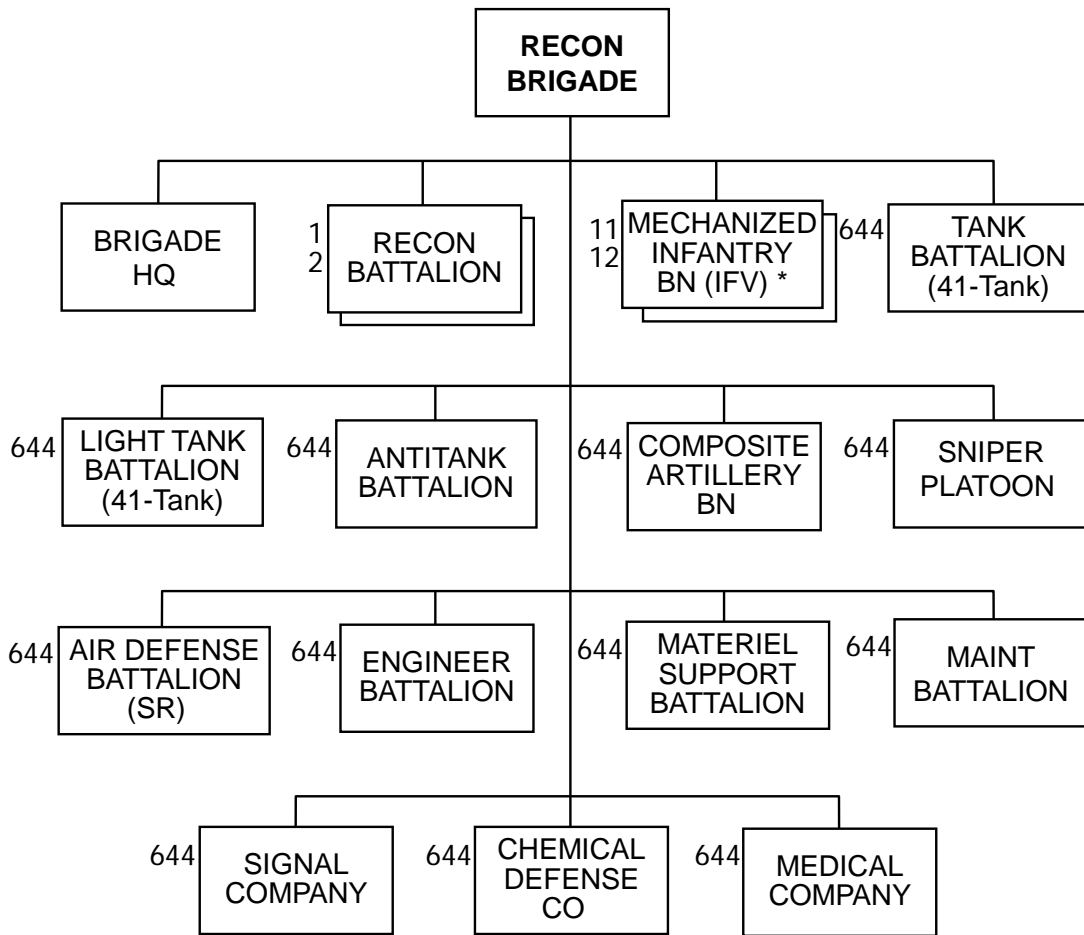 RECON
BRIGADE
BRIGADE
HQ
1
2
RECON
BATTALION
11
12
MECHANIZED
INFANTRY
BN (IFV) *
644
TANK
BATTALION
(41-Tank)
644
LIGHT TANK
BATTALION
(41-Tank)
644
ANTITANK
BATTALION
644
COMPOSITE
ARTILLERY
BN
644
SNIPER
PLATOON
644
AIR DEFENSE
BATTALION
(SR)
644
ENGINEER
BATTALION
644
MATERIEL
SUPPORT
BATTALION
644
MAINT
BATTALION
644
SIGNAL
COMPANY
644
CHEMICAL
DEFENSE
CO
644
MEDICAL
COMPANY